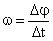 ω = Δφ / Δt